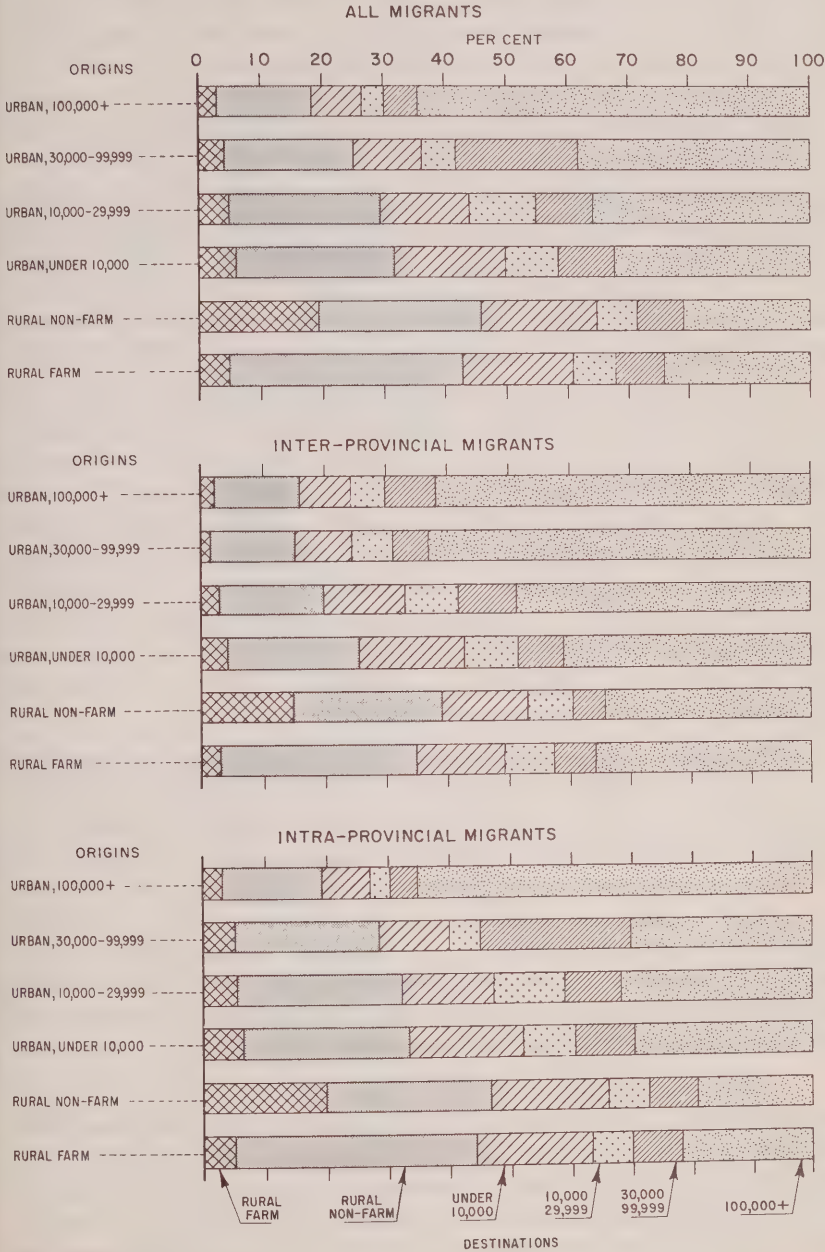 ALL MIGRANTS
PER CENT
ORIGINS
0 10 20 30 40 50 60 70 80 90 100
URBAN, 100,000+
URBAN, 30,000-99,999
URBAN, 10,000-29,999
URBAN, UNDER 10,000
RURAL NON-FARM
RURAL FARM
INTER-PROVINCIAL MIGRANTS
ORIGINS
URBAN, 100,000+
URBAN, 30,000-99,999
URBAN, 10,000-29,999
URBAN, UNDER 10,000
RURAL NON-FARM
RURAL FARM
INTRA-PROVINCIAL MIGRANTS
ORIGINS
URBAN, 100,000+
URBAN, 30,000-99,999
URBAN, 10,000-29,999
URBAN, UNDER 10,000
RURAL NON-FARM
RURAL FARM
RURAL
FARM
RURAL
NON-FARM
UNDER
10,000
10,000
29,999
30,000
99,999
100,000+
DESTINATIONS